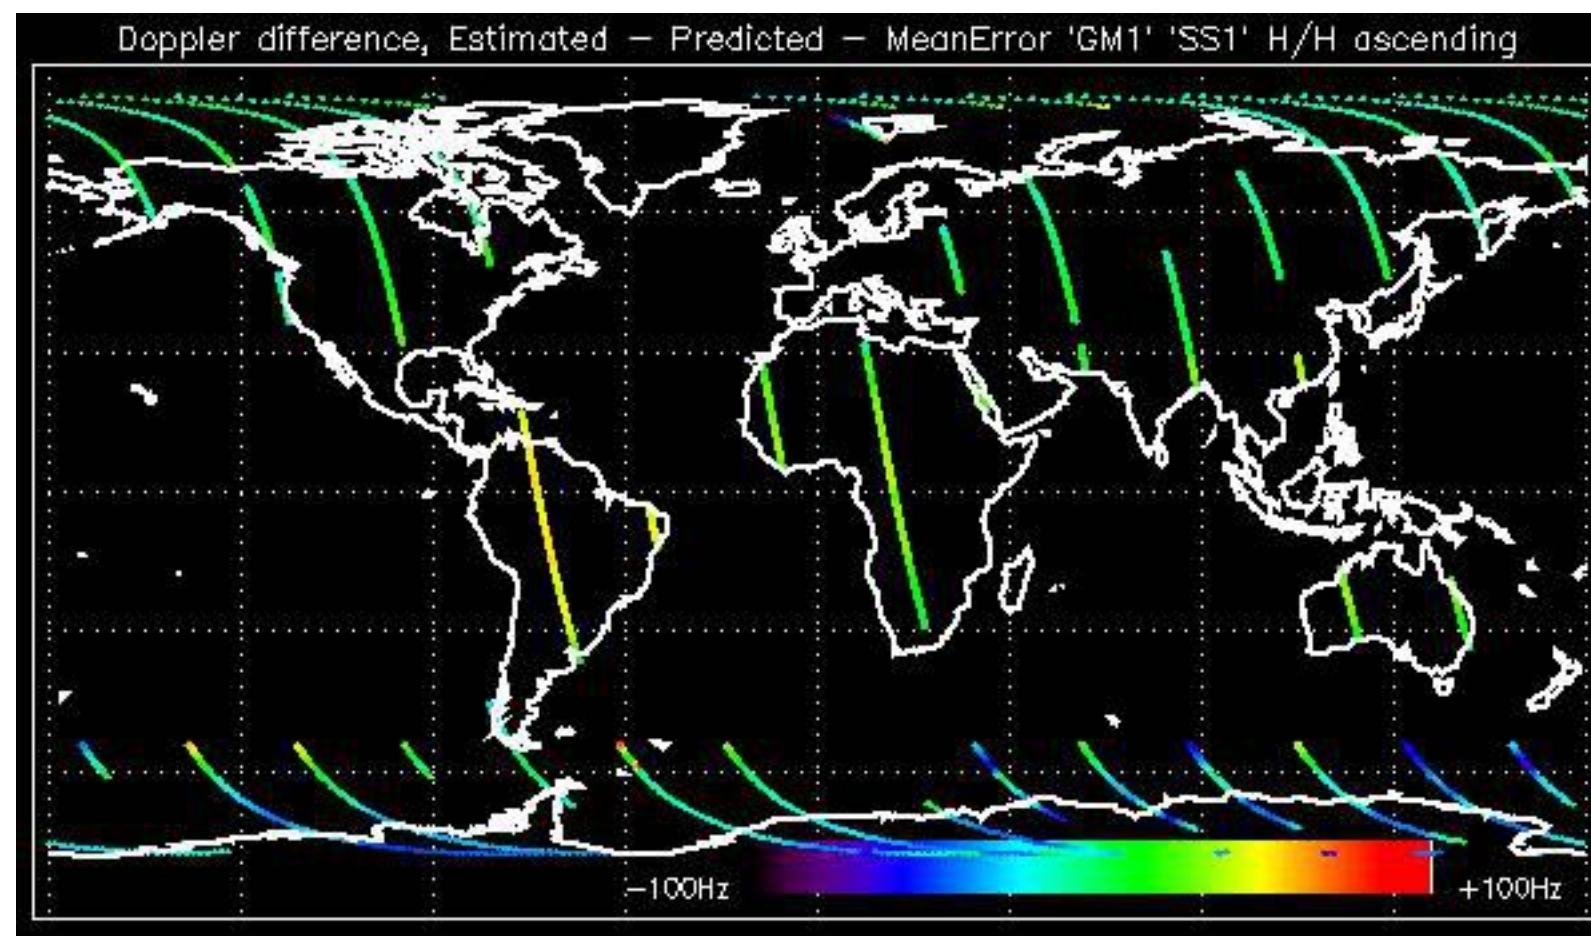 Doppler difference, Estimated - Predicted - MeanError 'GM1' 'SS1' H/H ascending
-100Hz
+100Hz